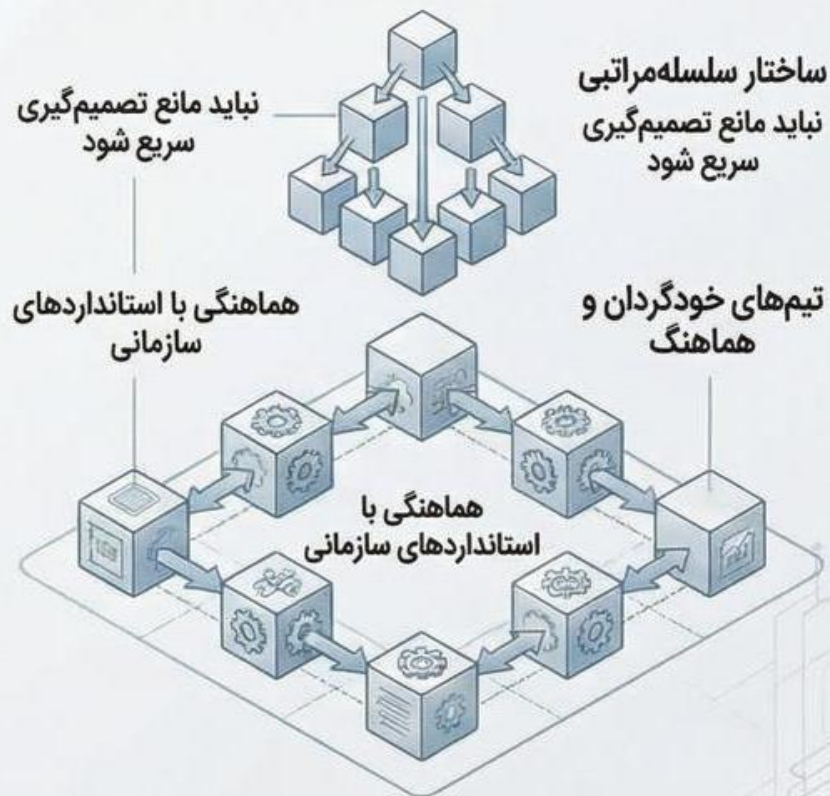 ساختار سلسله‌مراتبی
نباید مانع تصمیم‌گیری
سریع شود
نباید مانع تصمیم‌گیری
سریع شود
تیم‌های خودگردان و
هماهنگ
هماهنگی با استانداردهای
سازمانی
هماهنگی با
استانداردهای سازمانی